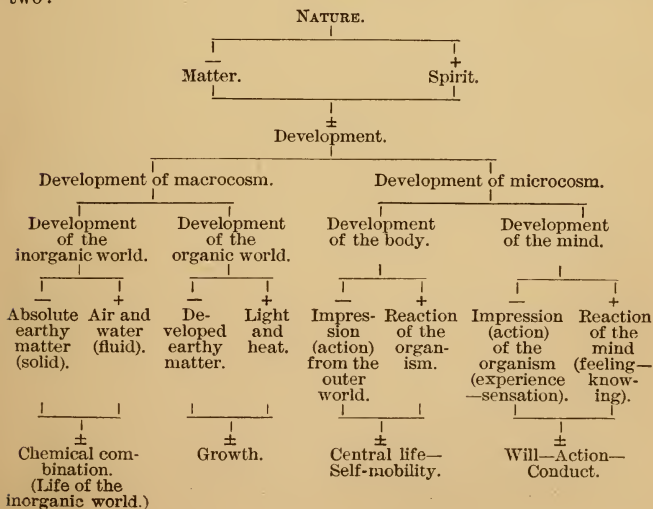 two:
NATURE.
− +
Matter. Spirit.
±
Development.
Development of macrocosm. Development of microcosm.
Development Development Development Development
of the of the of the body. of the mind.
inorganic world. organic world.
− + − + − + − +
Absolute Air and De- Light Impres- Reaction Impression Reaction
earthy water veloped and sion of the (action) of the
matter (fluid). earthy heat. (action) organ- of the mind
(solid). matter. from the ism. organism (feeling—
outer (experience know-
world. —sensation). ing).
± ± ± ±
Chemical com- Growth. Central life— Will—Action—
bination. Self-mobility. Conduct.
(Life of the
inorganic world.)